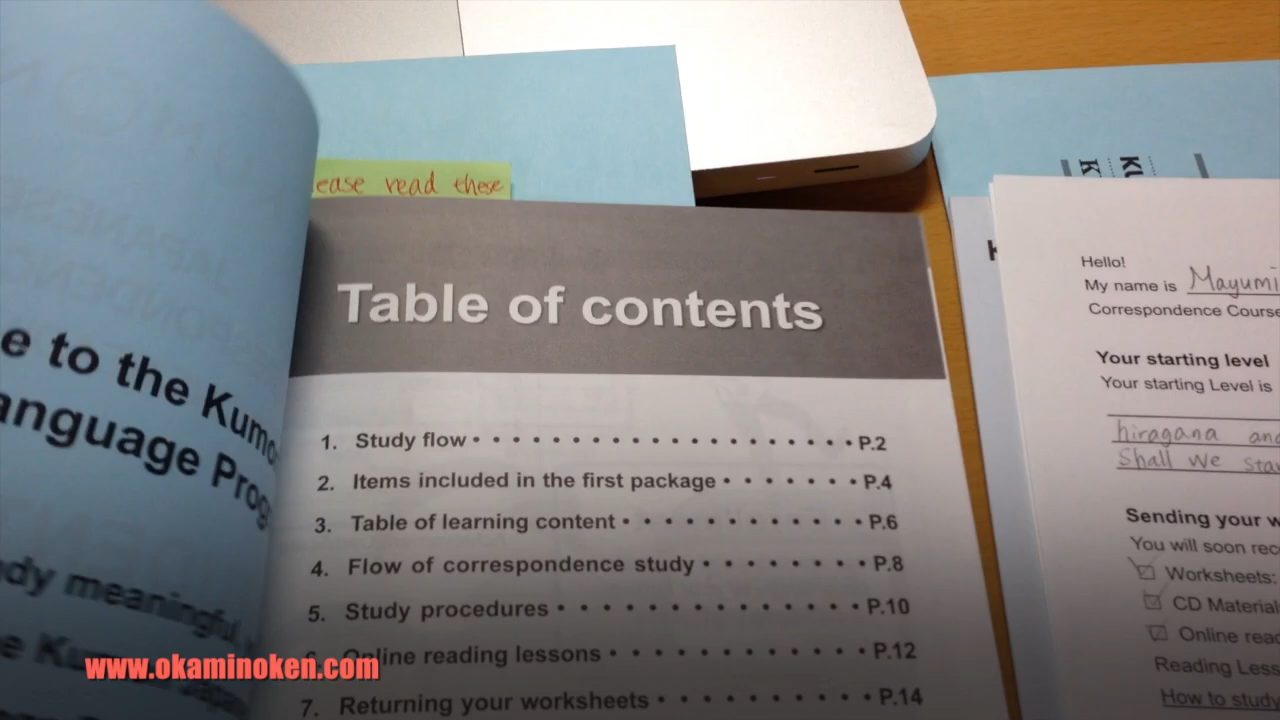 e to the Kumo
anguage Prog
dy meaningful,
ease read these
Table of contents
1. Study flow P.2
2. Items included in the first package P.4
3. Table of learning content P.6
4. Flow of correspondence study P.8
5. Study procedures P.10
6. Online reading lessons P.12
7. Returning your worksheets P.14
Hello!
My name is Mayumi
Correspondence Course
Your starting level
Your starting Level is
hiragana and
Shall we sta
Sending your w
You will soon rec
Worksheets:
CD Material
Online read
Reading Less
How to study
www.okaminoken.com